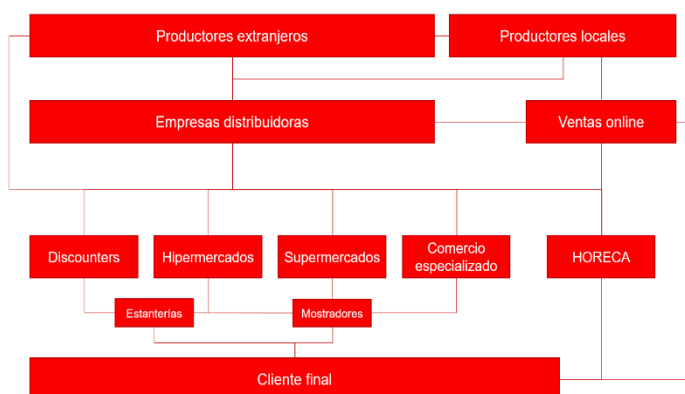 Productores extranjeros
Productores locales
Empresas distribuidoras
Ventas online
Discounters
Hipermercados
Supermercados
Comercio
especializado
HORECA
Estanterías
Mostradores
Cliente final